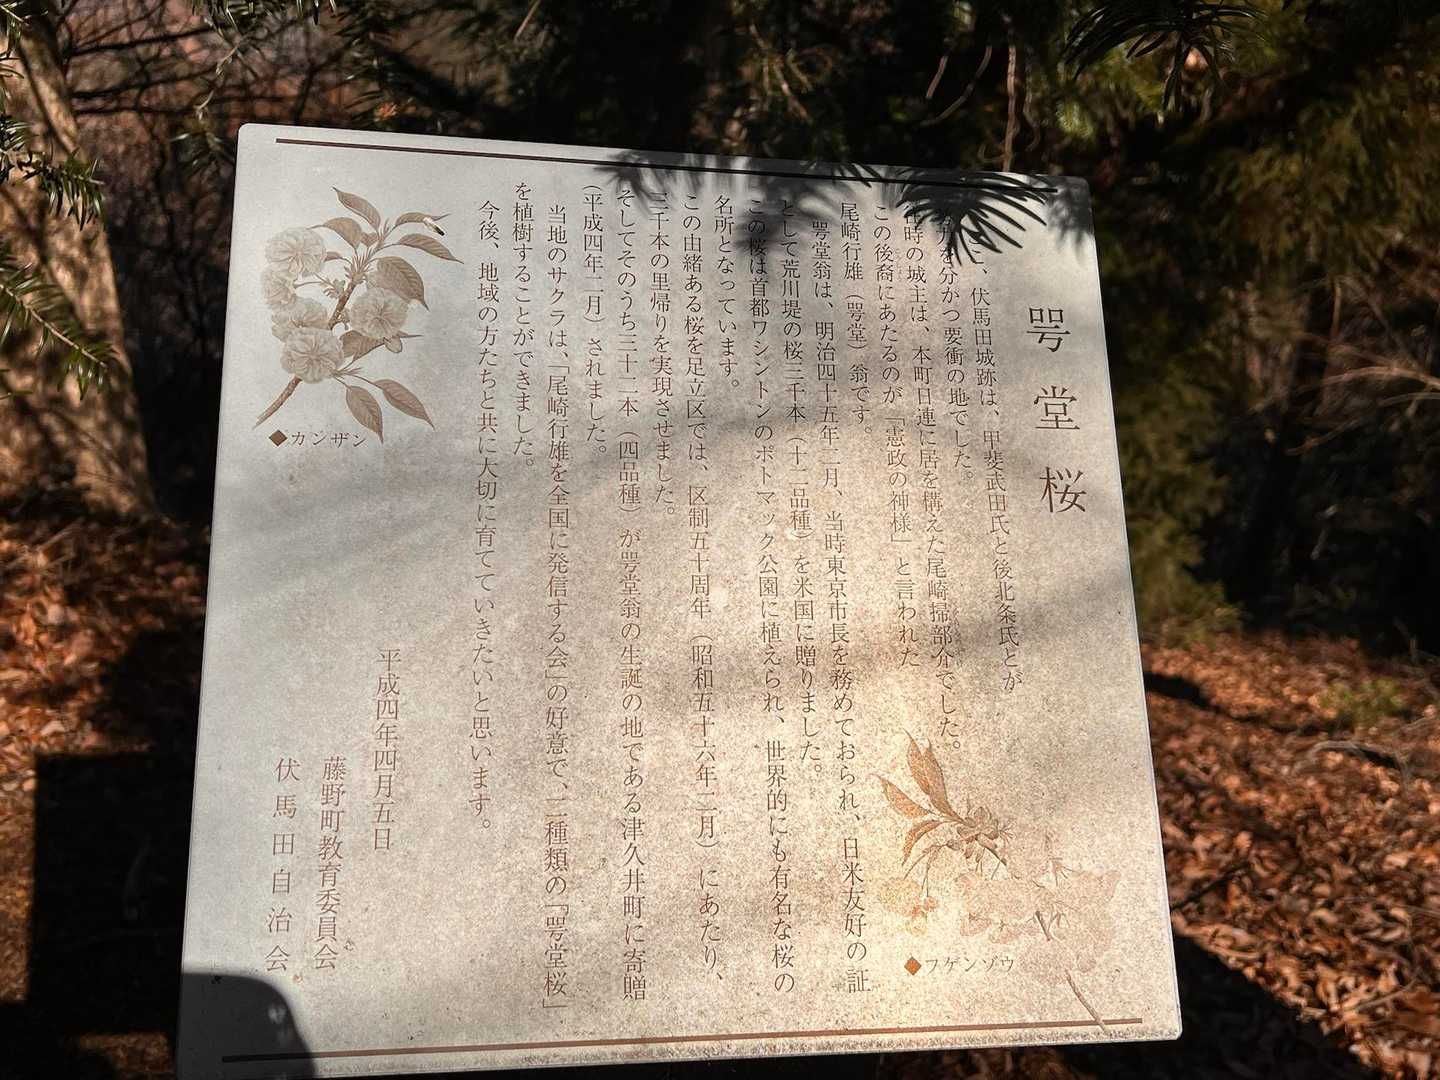 咢堂桜
こ、伏馬田城跡は、甲斐武田氏と後北条氏とが
を分かつ要衝の地でした。
時の城主は、本町日連に居を構えた尾崎掃部介でした。
この後裔にあたるのが「憲政の神様」と言われた
尾崎行雄（咢堂）翁です。
咢堂翁は、明治四十五年二月、当時東京市長を務めておられ、日米友好の証
として荒川堤の桜三千本（十二品種）を米国に贈りました。
この桜は首都ワシントンのポトマック公園に植えられ、世界的にも有名な桜の
名所となっています。
この由緒ある桜を足立区では、区制五十周年（昭和五十六年二月）にあたり、
三千本の里帰りを実現させました。
そしてそのうち三十二本（四品種）が咢堂翁の生誕の地である津久井町に寄贈
（平成四年二月）されました。
当地のサクラは、「尾崎行雄を全国に発信する会」の好意で、二種類の「咢堂桜」
を植樹することができました。
今後、地域の方たちと共に大切に育てていきたいと思います。
平成四年四月五日
藤野町教育委員会
伏馬田自治会
◆カンザン
◆フゲンゾウ